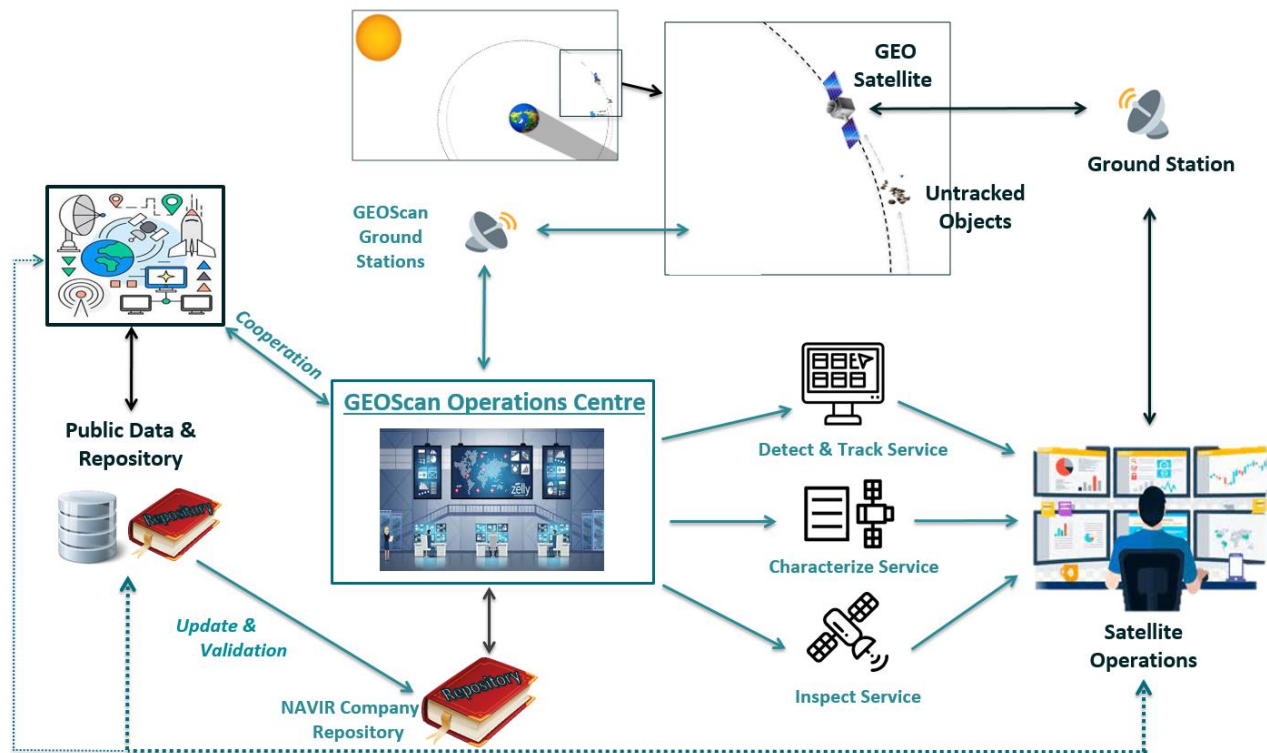 GEO
Satellite
Ground Station
Untracked
Objects
GEOScan
Ground
Stations
Cooperation
GEOScan Operations Centre
zelly
Public Data &
Repository
Repository
Detect & Track Service
Characterize Service
Update &
Validation
Satellite
Operations
Inspect Service
NAVIR Company
Repository
Repository